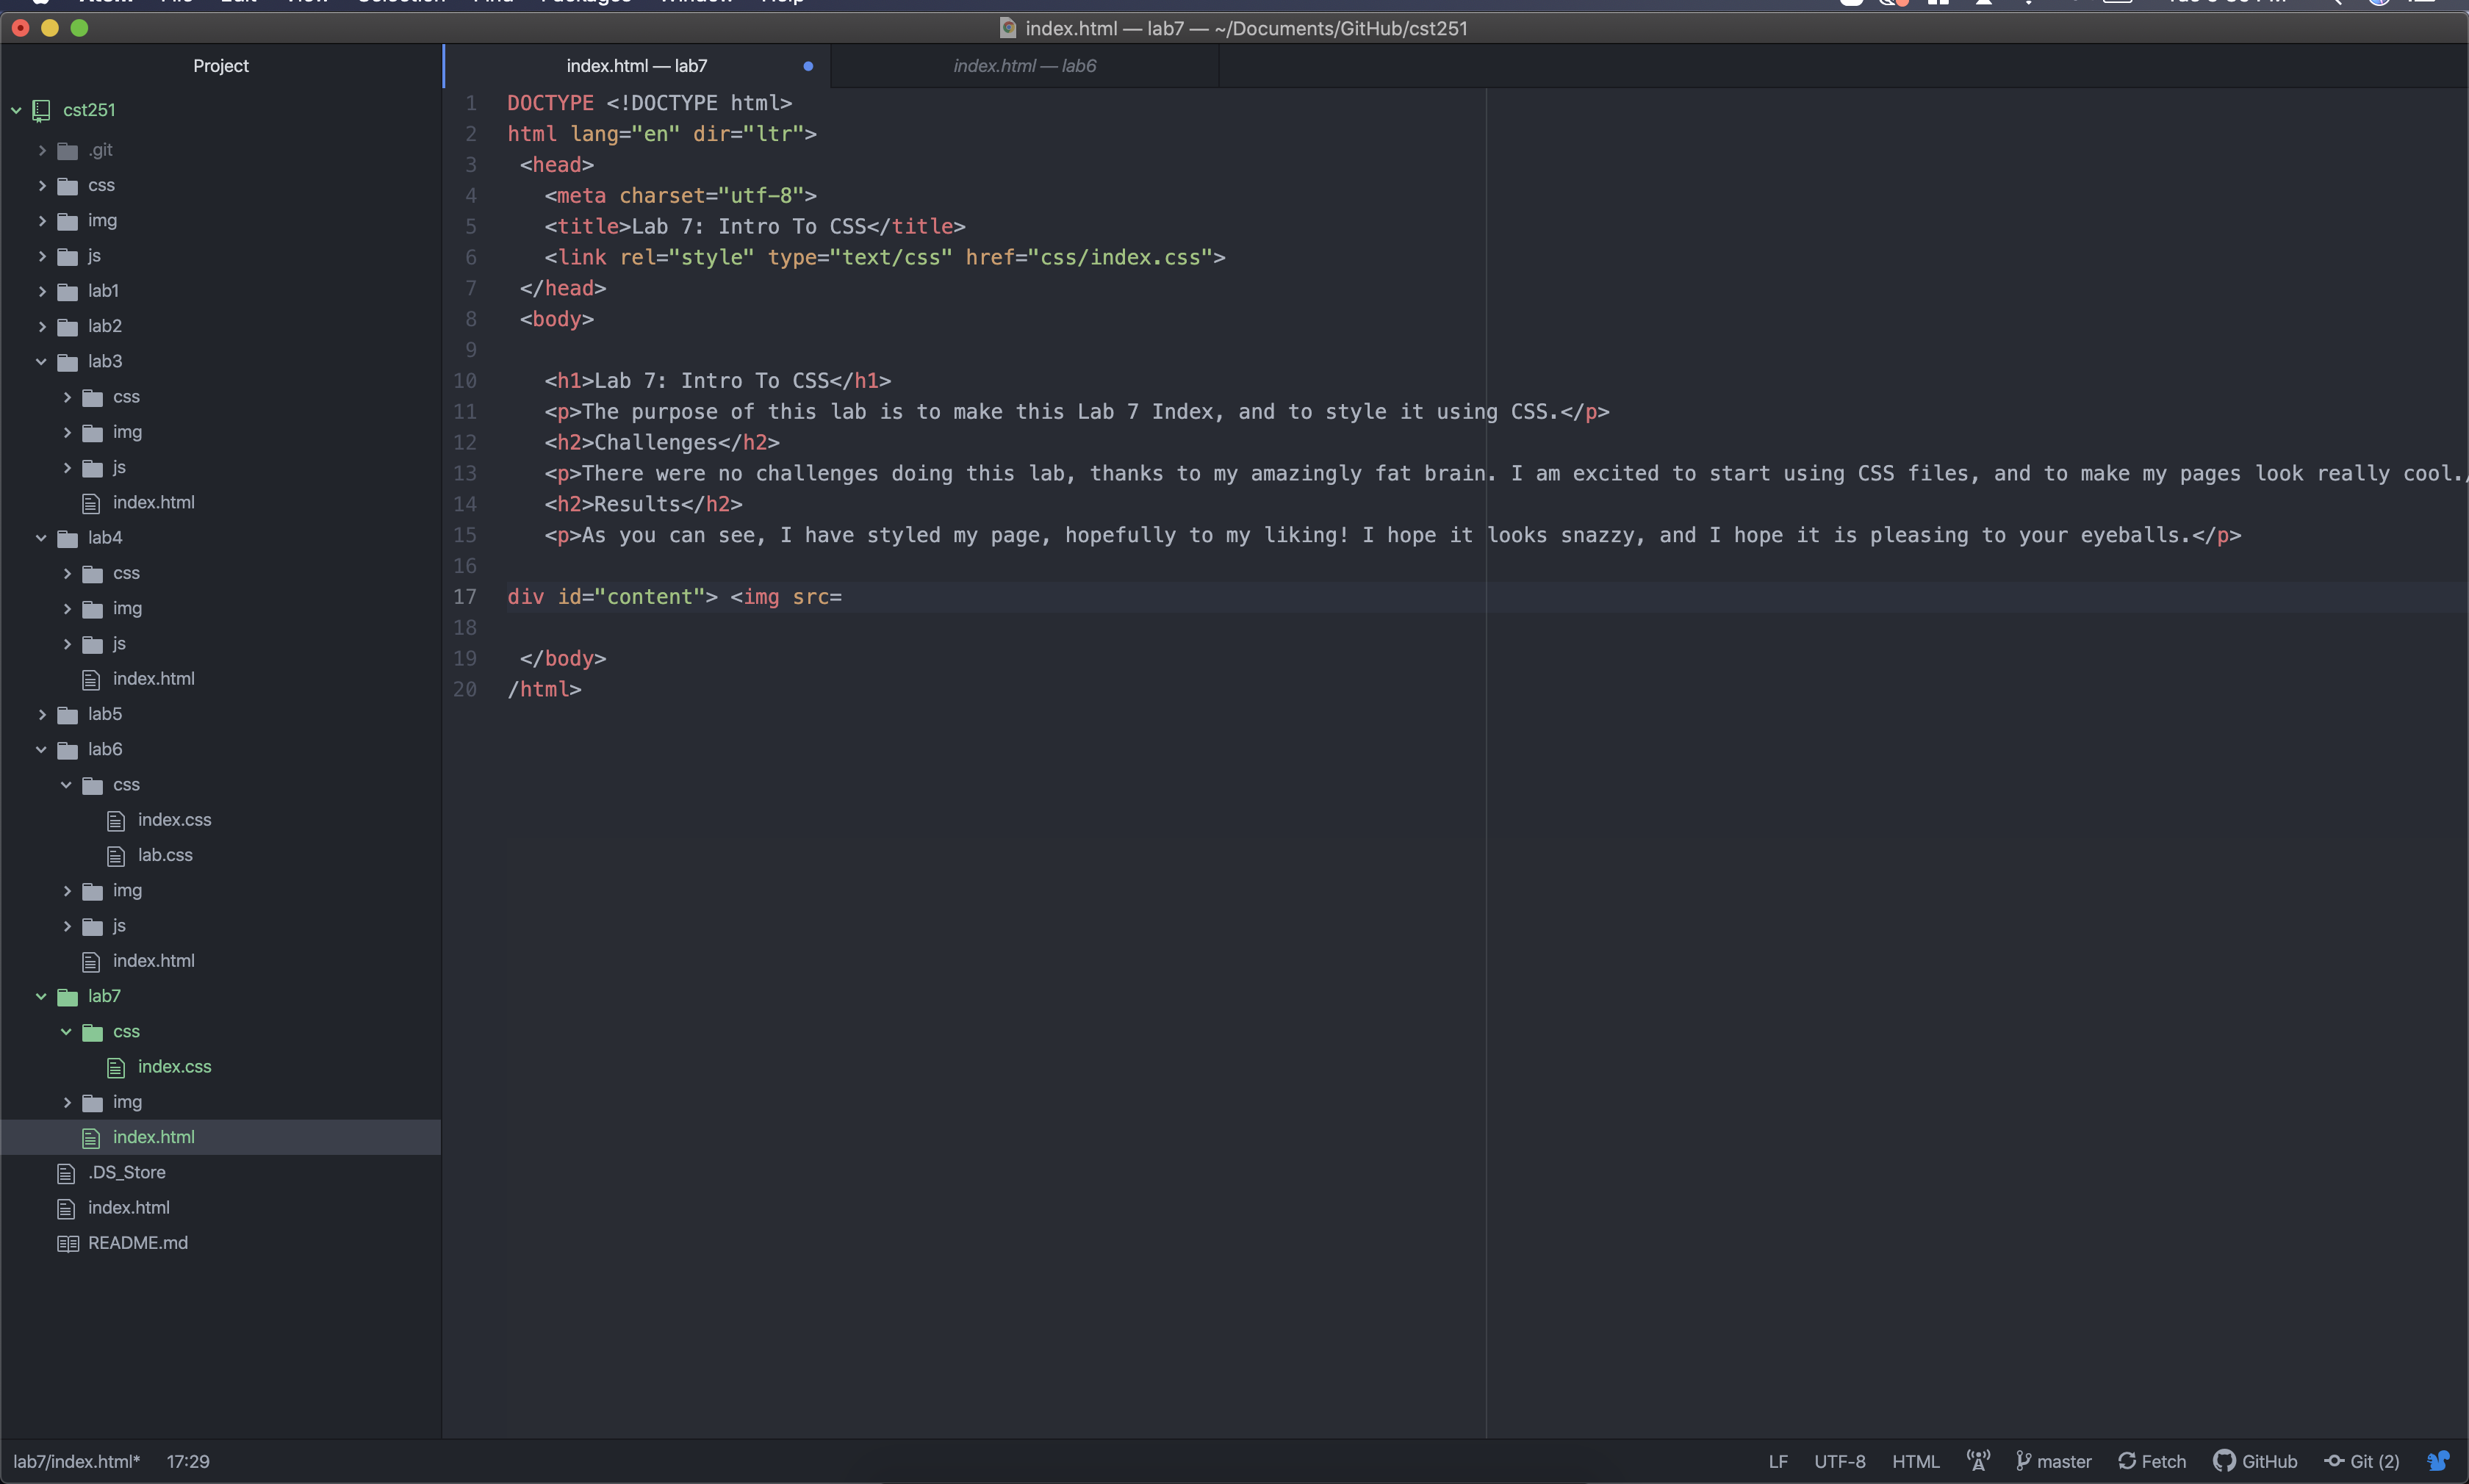 index.html — lab7 — ~/Documents/GitHub/cst251
Project
index.html — lab7
index.html — lab6
cst251
.git
css
img
js
lab1
lab2
lab3
css
img
js
index.html
lab4
css
img
js
index.html
lab5
lab6
css
index.css
lab.css
img
js
index.html
lab7
css
index.css
img
index.html
.DS_Store
index.html
README.md
1 DOCTYPE <!DOCTYPE html>
2 html lang="en" dir="ltr">
3 <head>
4 <meta charset="utf-8">
5 <title>Lab 7: Intro To CSS</title>
6 <link rel="style" type="text/css" href="css/index.css">
7 </head>
8 <body>
9
10 <h1>Lab 7: Intro To CSS</h1>
11 <p>The purpose of this lab is to make this Lab 7 Index, and to style it using CSS.</p>
12 <h2>Challenges</h2>
13 <p>There were no challenges doing this lab, thanks to my amazingly fat brain. I am excited to start using CSS files, and to make my pages look really cool.
14 <h2>Results</h2>
15 <p>As you can see, I have styled my page, hopefully to my liking! I hope it looks snazzy, and I hope it is pleasing to your eyeballs.</p>
16
17 div id="content"> <img src=
18
19 </body>
20 /html>
lab7/index.html* 17:29
LF UTF-8 HTML master Fetch GitHub Git (2)